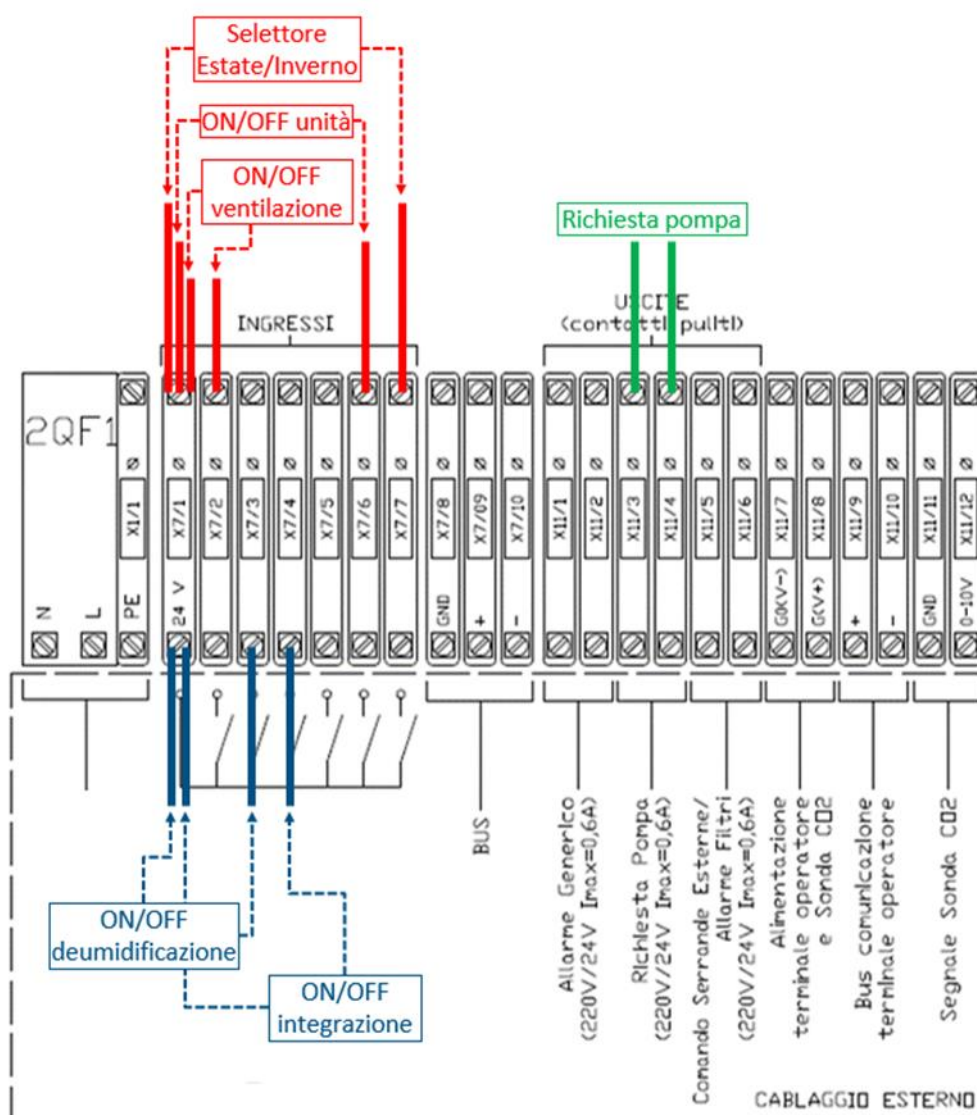 Selettore
Estate/Inverno
ON/OFF unità
ON/OFF
ventilazione
Richiesta pompa
INGRESSI
USCITE
(contatti puliti)
2QF1
N
L
PE
X1/1
24 V
X7/1
X7/2
X7/3
X7/4
X7/5
X7/6
X7/7
GND
X7/8
+
X7/09
-
X7/10
X11/1
X11/2
X11/3
X11/4
X11/5
X11/6
G0(V-)
X11/7
G(V+)
X11/8
+
X11/9
-
X11/10
GND
X11/11
0-10V
X11/12
ON/OFF
deumidificazione
ON/OFF
integrazione
BUS
Allarme Generico
(220V/24V Imax=0,6A)
Richiesta Pompa
(220V/24V Imax=0,6A)
Comando Serrande Esterne/
Allarme Filtri
(220V/24V Imax=0,6A)
Alimentazione
terminale operatore
e Sonda CO2
Bus comunicazione
terminale operatore
Segnale Sonda CO2
CABLAGGIO ESTERNO